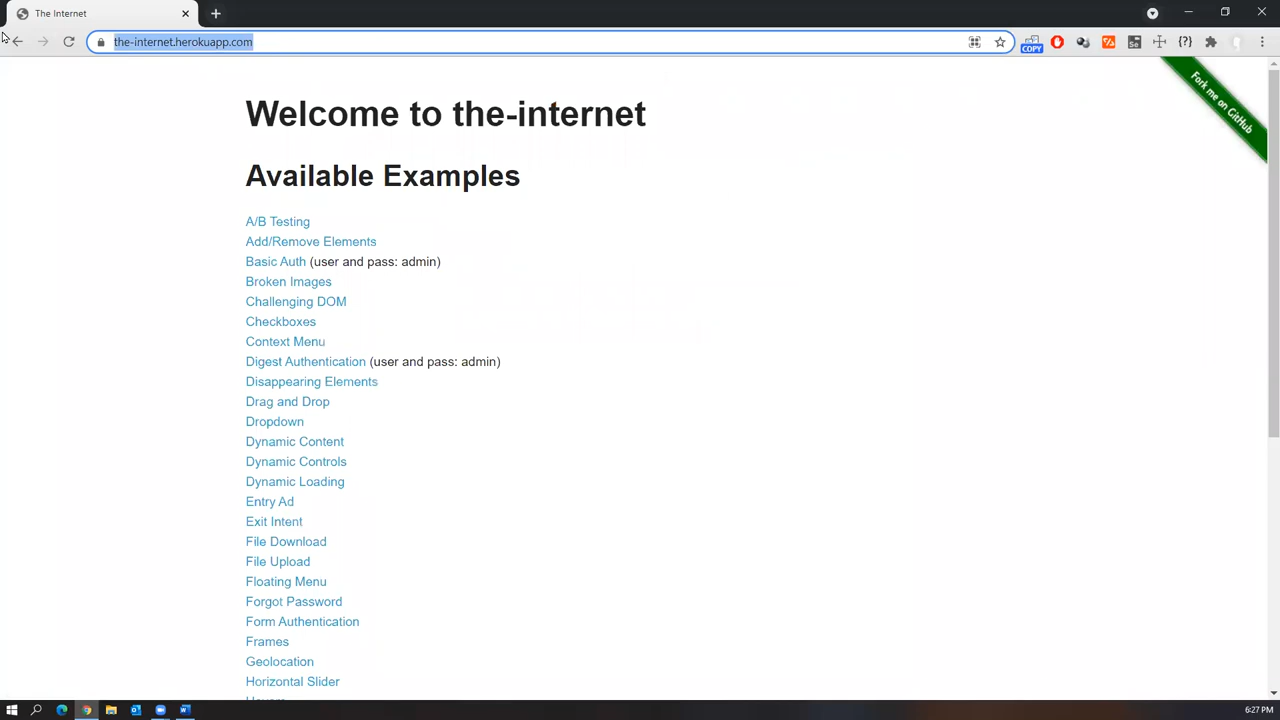 The Internet
the-internet.herokuapp.com
COPY
Fork me on GitHub
Welcome to the-internet
Available Examples
A/B Testing
Add/Remove Elements
Basic Auth (user and pass: admin)
Broken Images
Challenging DOM
Checkboxes
Context Menu
Digest Authentication (user and pass: admin)
Disappearing Elements
Drag and Drop
Dropdown
Dynamic Content
Dynamic Controls
Dynamic Loading
Entry Ad
Exit Intent
File Download
File Upload
Floating Menu
Forgot Password
Form Authentication
Frames
Geolocation
Horizontal Slider
6:27 PM